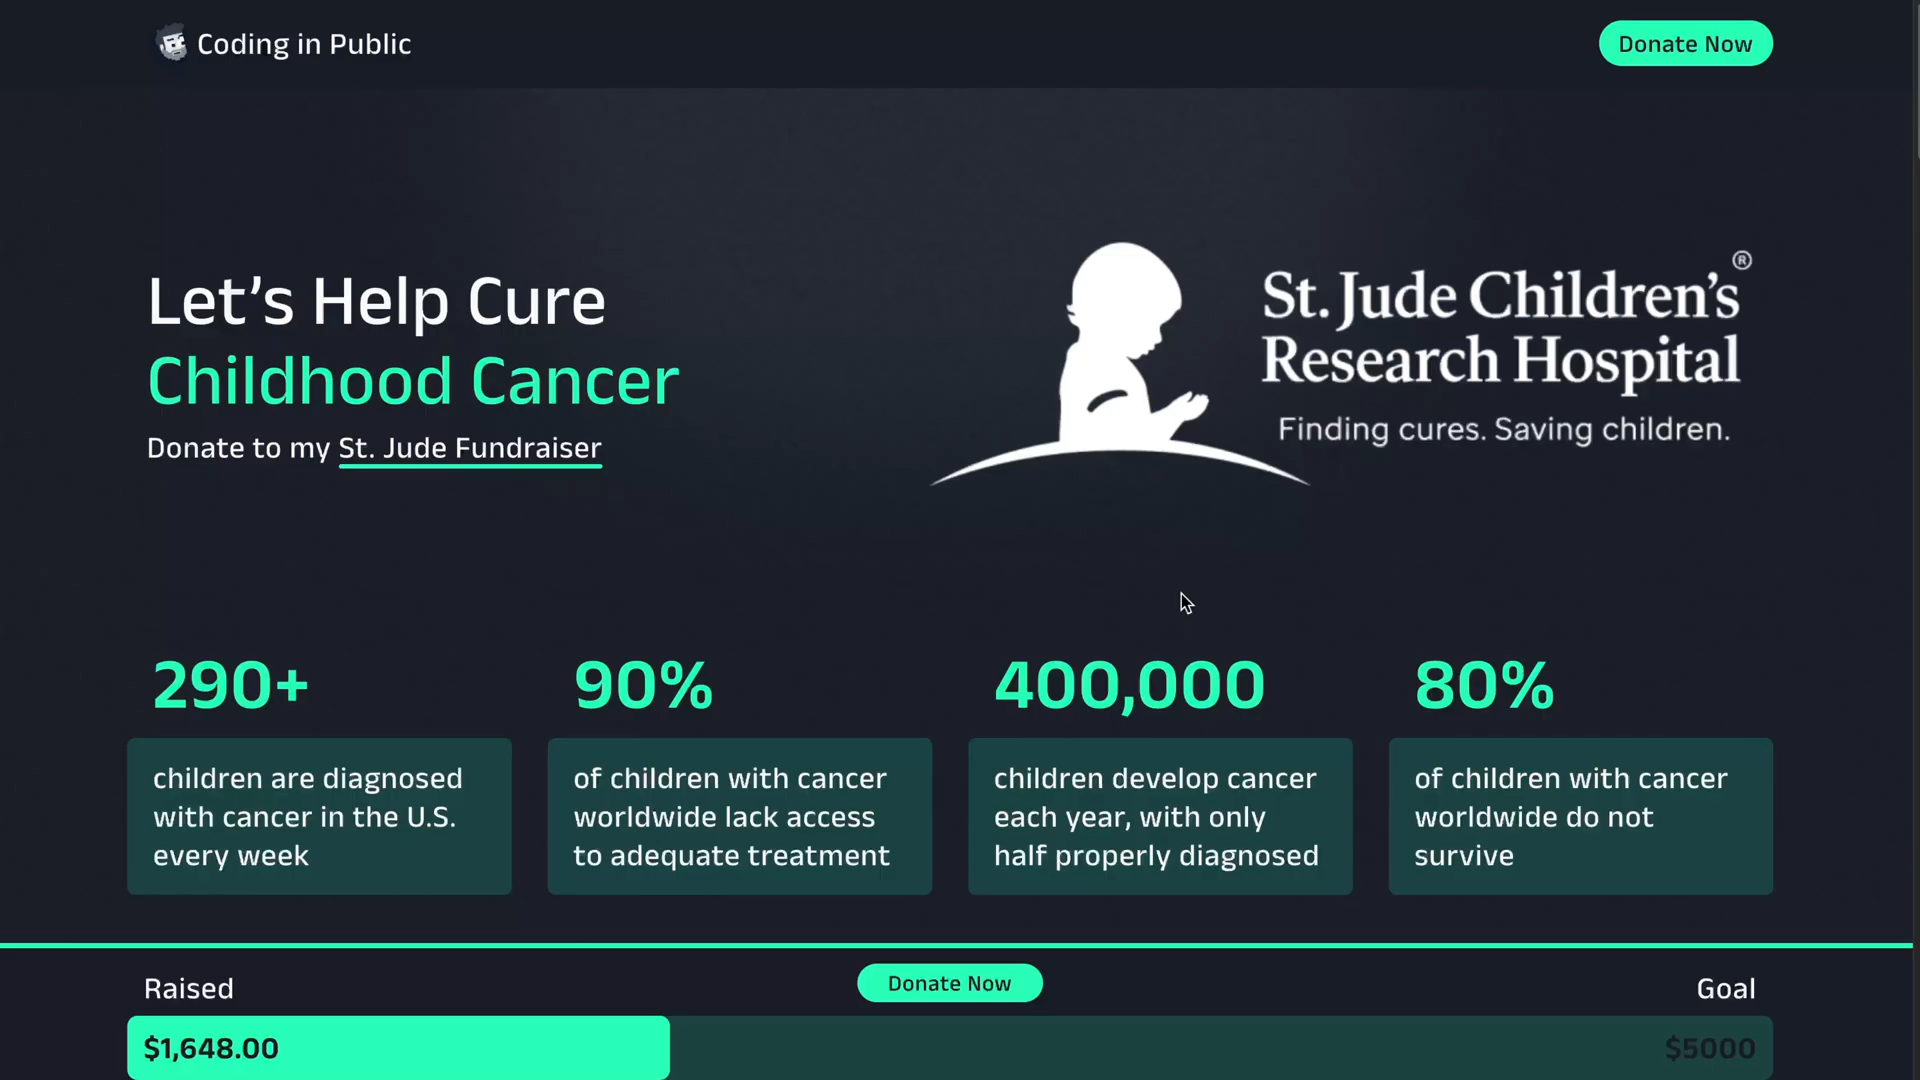 Coding in Public
Donate Now
Let’s Help Cure
Childhood Cancer
Donate to my St. Jude Fundraiser
St. Jude Children’s®
Research Hospital
Finding cures. Saving children.
290+
children are diagnosed
with cancer in the U.S.
every week
90%
of children with cancer
worldwide lack access
to adequate treatment
400,000
children develop cancer
each year, with only
half properly diagnosed
80%
of children with cancer
worldwide do not
survive
Raised
Donate Now
Goal
$1,648.00
$5000